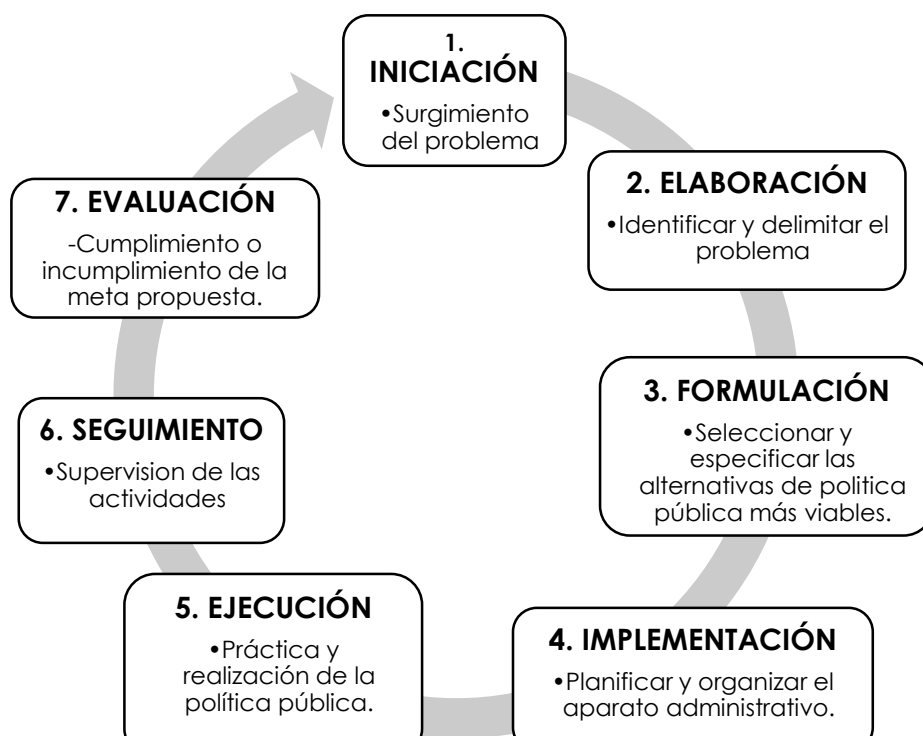 1.
INICIACIÓN
•Surgimiento
del problema
2. ELABORACIÓN
•Identificar y delimitar el
problema
3. FORMULACIÓN
•Seleccionar y
especificar las
alternativas de politica
pública más viables.
4. IMPLEMENTACIÓN
•Planificar y organizar el
aparato administrativo.
5. EJECUCIÓN
•Práctica y
realización de la
política pública.
6. SEGUIMIENTO
•Supervision de las
actividades
7. EVALUACIÓN
-Cumplimiento o
incumplimiento de la
meta propuesta.